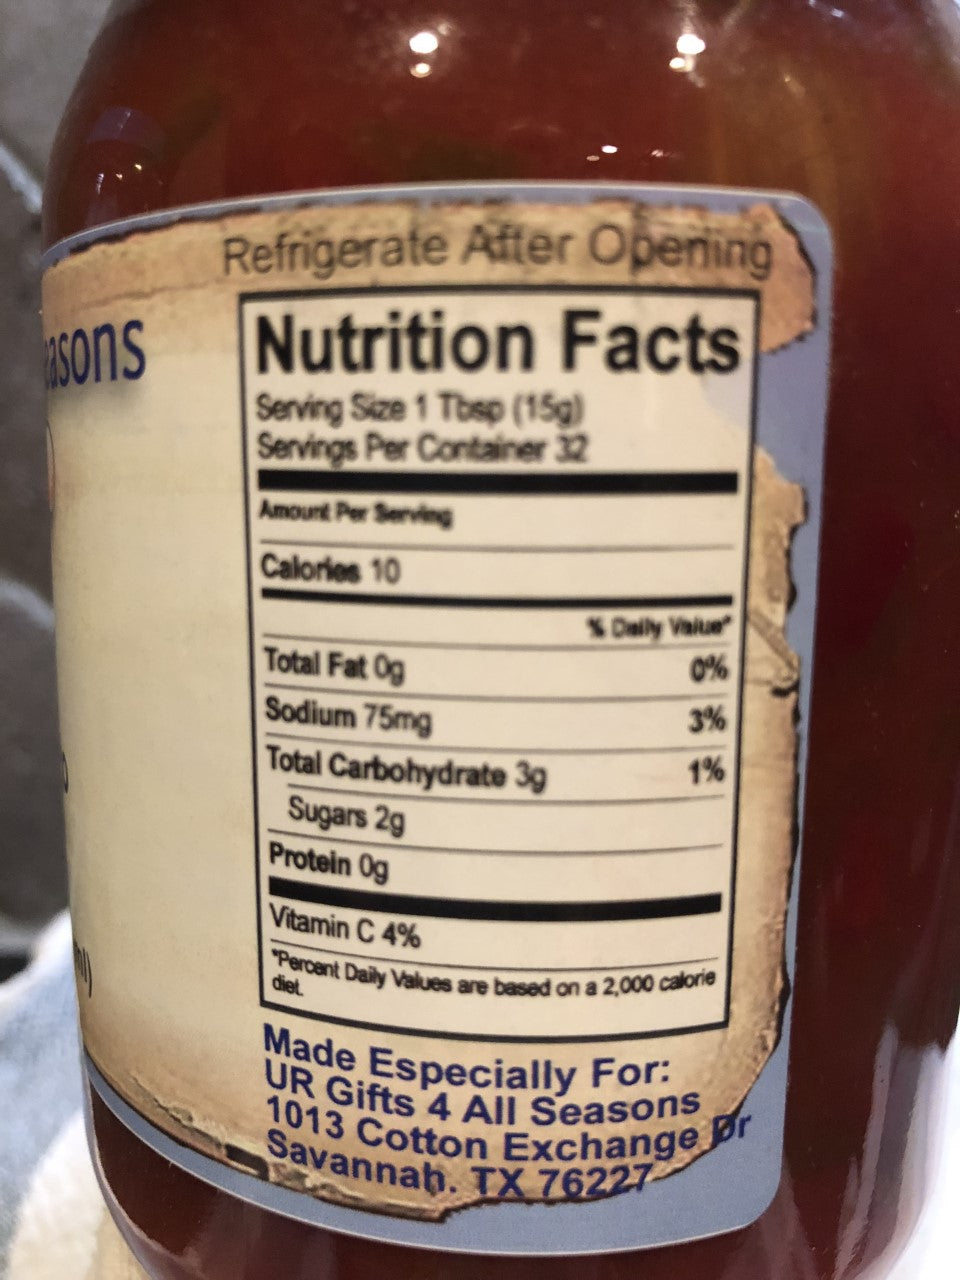 Refrigerate After Opening
easons
Nutrition Facts
Serving Size 1 Tbsp (15g)
Servings Per Container 32
Amount Per Serving
Calories 10
% Daily Value*
Total Fat 0g 0%
Sodium 75mg 3%
Total Carbohydrate 3g 1%
Sugars 2g
Protein 0g
Vitamin C 4%
*Percent Daily Values are based on a 2,000 calorie
diet.
ml)
Made Especially For:
UR Gifts 4 All Seasons
1013 Cotton Exchange Dr
Savannah. TX 76227